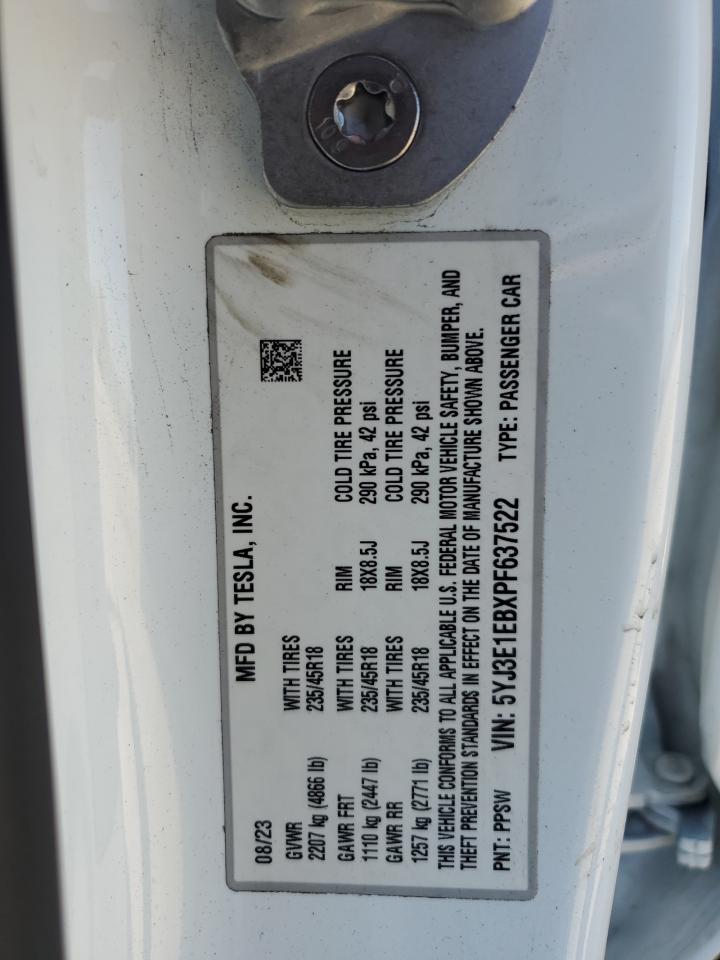 MFD BY TESLA, INC.
08/23
GVWR WITH TIRES
2207 kg (4866 lb) 235/45R18
GAWR FRT WITH TIRES RIM COLD TIRE PRESSURE
1110 kg (2447 lb) 235/45R18 18X8.5J 290 kPa, 42 psi
GAWR RR WITH TIRES RIM COLD TIRE PRESSURE
1257 kg (2771 lb) 235/45R18 18X8.5J 290 kPa, 42 psi
THIS VEHICLE CONFORMS TO ALL APPLICABLE U.S. FEDERAL MOTOR VEHICLE SAFETY, BUMPER, AND
THEFT PREVENTION STANDARDS IN EFFECT ON THE DATE OF MANUFACTURE SHOWN ABOVE.
PNT: PPSW VIN: 5YJ3E1EBXPF637522 TYPE: PASSENGER CAR